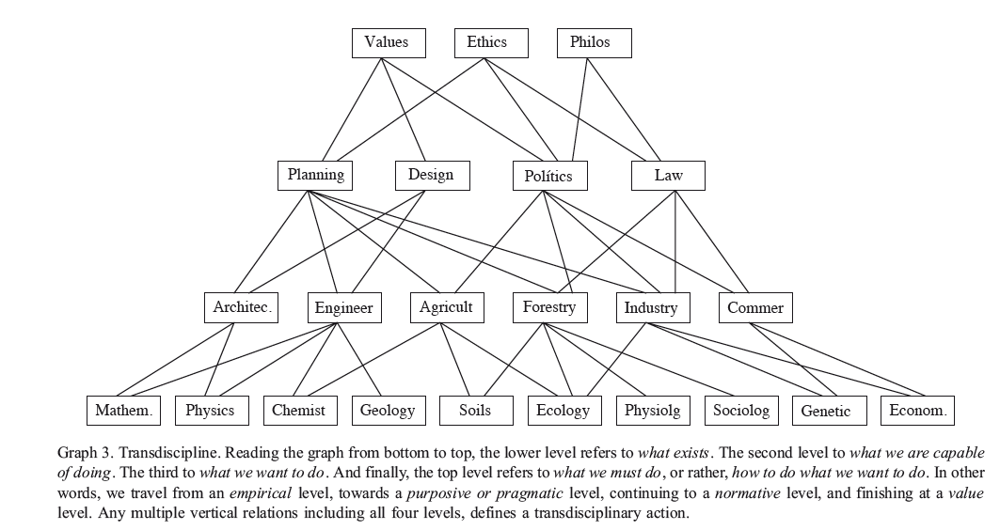 Values Ethics Philos
Planning Design Polítics Law
Architec. Engineer Agricult Forestry Industry Commer
Mathem. Physics Chemist Geology Soils Ecology Physiolg Sociolog Genetic Econom.
Graph 3. Transdiscipline. Reading the graph from bottom to top, the lower level refers to what exists. The second level to what we are capable
of doing. The third to what we want to do. And finally, the top level refers to what we must do, or rather, how to do what we want to do. In other
words, we travel from an empirical level, towards a purposive or pragmatic level, continuing to a normative level, and finishing at a value
level. Any multiple vertical relations including all four levels, defines a transdisciplinary action.